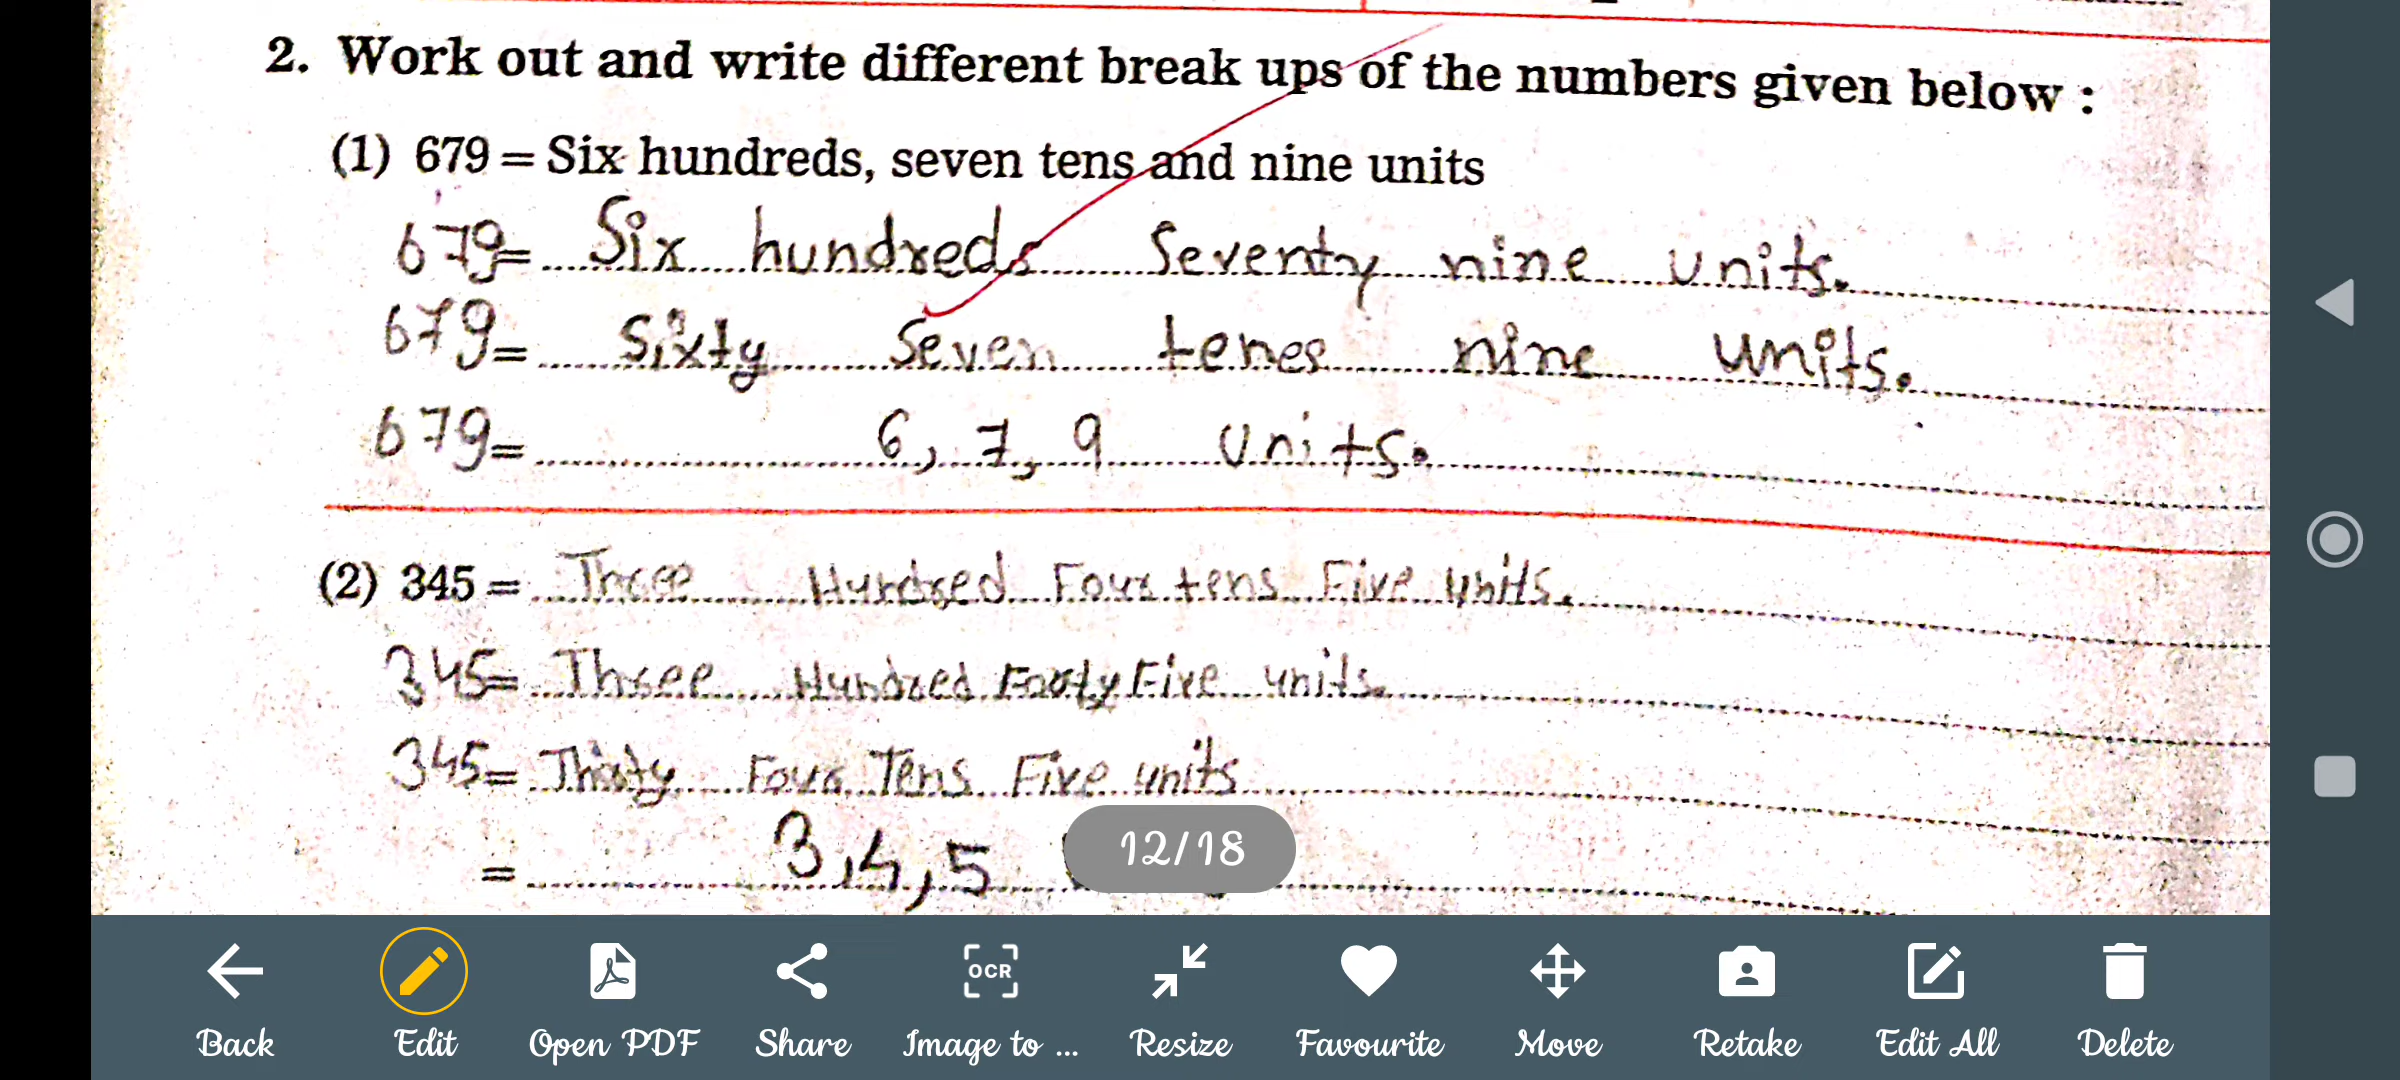 2. Work out and write different break ups of the numbers given below :
(1) 679 = Six hundreds, seven tens and nine units
679= Six hundreds Seventy nine units.
679= Sixty Seven tenes nine units.
679= 6, 7, 9 units.
(2) 345 = Three Hundred Four tens Five units.
345= Three Hundred Forty Five units.
345= Thirty Four Tens Five units
= 3,4,5
12/18
Back Edit Open PDF Share Image to ... Resize Favourite Move Retake Edit All Delete
OCR